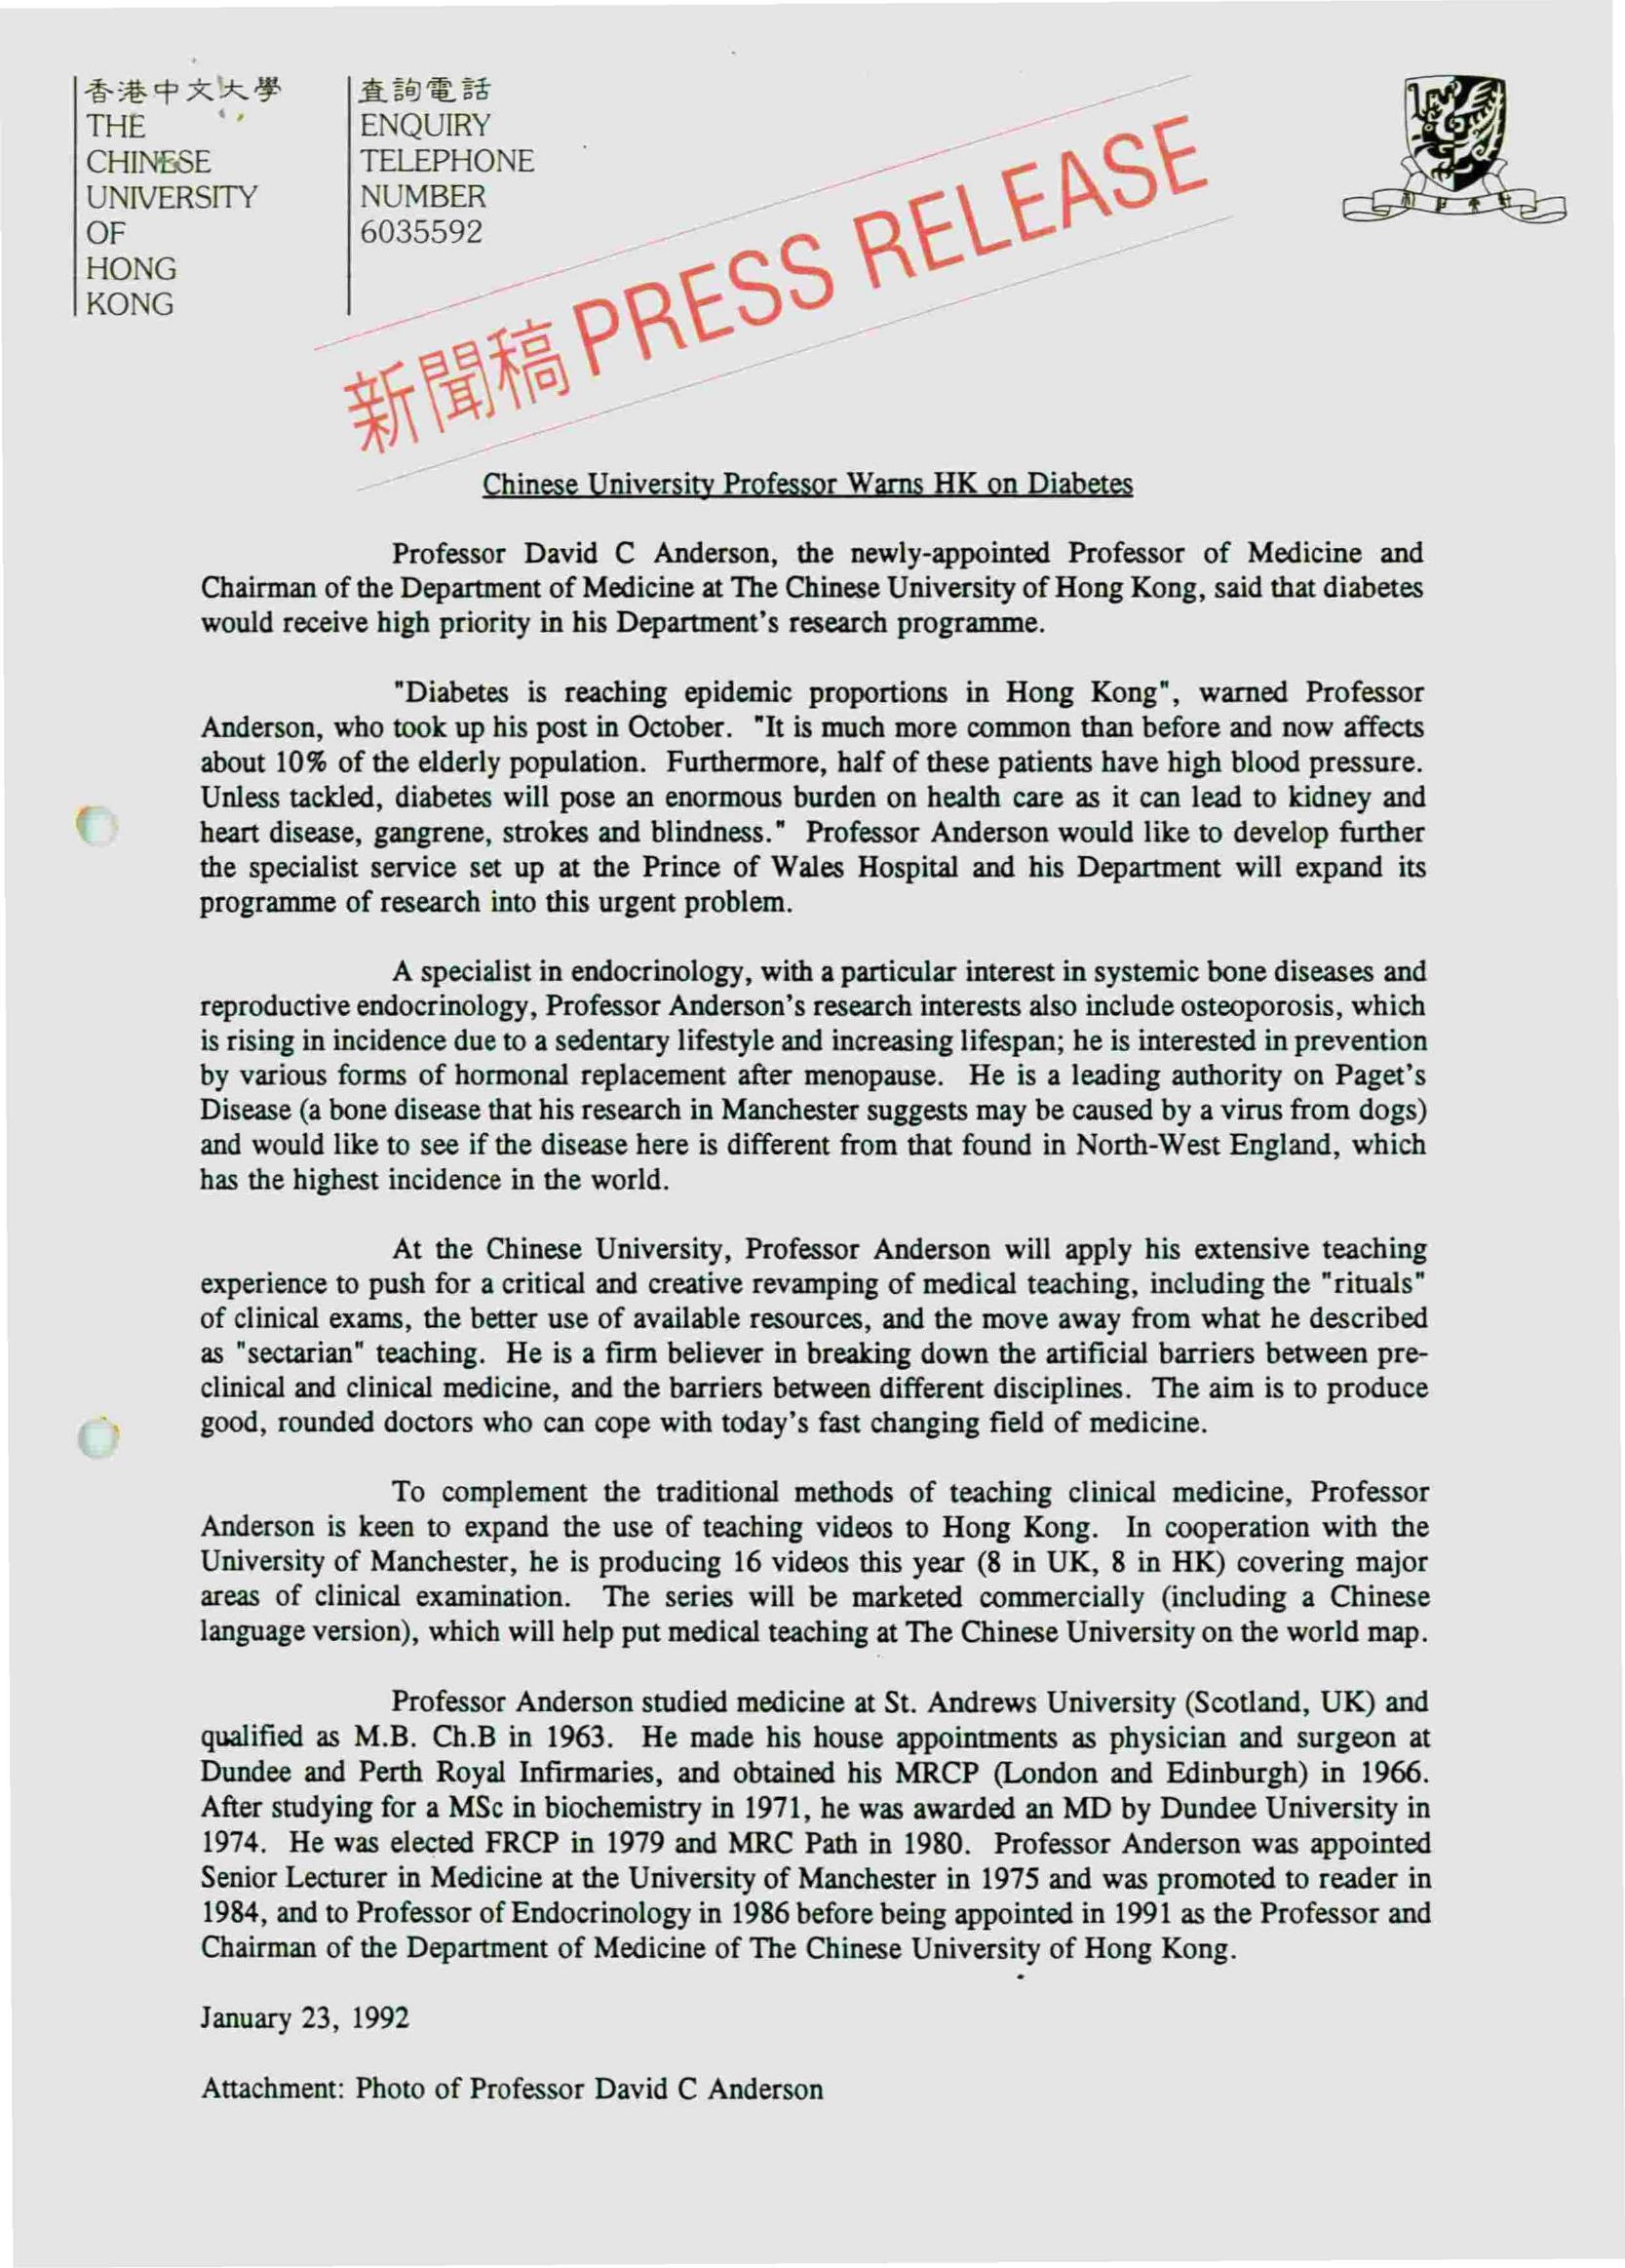 香港中文大學
THE
CHINESE
UNIVERSITY
OF
HONG
KONG
查詢電話
ENQUIRY
TELEPHONE
NUMBER
6035592
新聞稿 PRESS RELEASE
Chinese University Professor Warns HK on Diabetes
Professor David C Anderson, the newly-appointed Professor of Medicine and
Chairman of the Department of Medicine at The Chinese University of Hong Kong, said that diabetes
would receive high priority in his Department's research programme.
"Diabetes is reaching epidemic proportions in Hong Kong", warned Professor
Anderson, who took up his post in October. "It is much more common than before and now affects
about 10% of the elderly population. Furthermore, half of these patients have high blood pressure.
Unless tackled, diabetes will pose an enormous burden on health care as it can lead to kidney and
heart disease, gangrene, strokes and blindness." Professor Anderson would like to develop further
the specialist service set up at the Prince of Wales Hospital and his Department will expand its
programme of research into this urgent problem.
A specialist in endocrinology, with a particular interest in systemic bone diseases and
reproductive endocrinology, Professor Anderson's research interests also include osteoporosis, which
is rising in incidence due to a sedentary lifestyle and increasing lifespan; he is interested in prevention
by various forms of hormonal replacement after menopause. He is a leading authority on Paget's
Disease (a bone disease that his research in Manchester suggests may be caused by a virus from dogs)
and would like to see if the disease here is different from that found in North-West England, which
has the highest incidence in the world.
At the Chinese University, Professor Anderson will apply his extensive teaching
experience to push for a critical and creative revamping of medical teaching, including the "rituals"
of clinical exams, the better use of available resources, and the move away from what he described
as "sectarian" teaching. He is a firm believer in breaking down the artificial barriers between pre-
clinical and clinical medicine, and the barriers between different disciplines. The aim is to produce
good, rounded doctors who can cope with today's fast changing field of medicine.
To complement the traditional methods of teaching clinical medicine, Professor
Anderson is keen to expand the use of teaching videos to Hong Kong. In cooperation with the
University of Manchester, he is producing 16 videos this year (8 in UK, 8 in HK) covering major
areas of clinical examination. The series will be marketed commercially (including a Chinese
language version), which will help put medical teaching at The Chinese University on the world map.
Professor Anderson studied medicine at St. Andrews University (Scotland, UK) and
qualified as M.B. Ch.B in 1963. He made his house appointments as physician and surgeon at
Dundee and Perth Royal Infirmaries, and obtained his MRCP (London and Edinburgh) in 1966.
After studying for a MSc in biochemistry in 1971, he was awarded an MD by Dundee University in
1974. He was elected FRCP in 1979 and MRC Path in 1980. Professor Anderson was appointed
Senior Lecturer in Medicine at the University of Manchester in 1975 and was promoted to reader in
1984, and to Professor of Endocrinology in 1986 before being appointed in 1991 as the Professor and
Chairman of the Department of Medicine of The Chinese University of Hong Kong.
January 23, 1992
Attachment: Photo of Professor David C Anderson